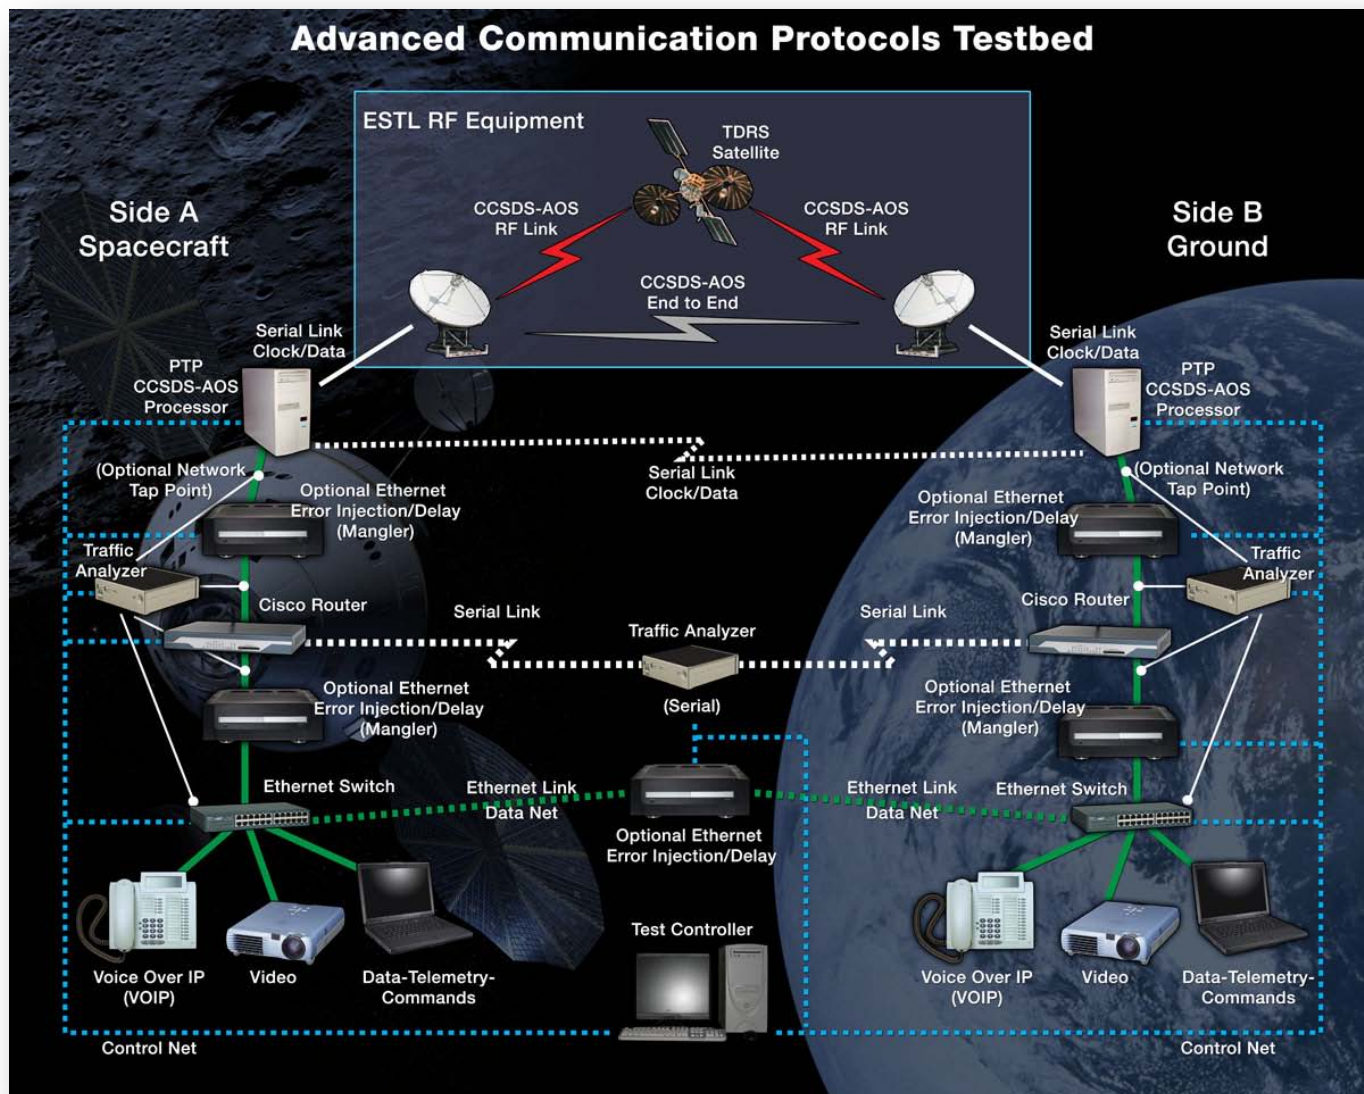 Advanced Communication Protocols Testbed
ESTL RF Equipment
TDRS
Satellite
CCSDS-AOS
RF Link
CCSDS-AOS
RF Link
CCSDS-AOS
End to End
Side A
Spacecraft
Side B
Ground
Serial Link
Clock/Data
Serial Link
Clock/Data
PTP
CCSDS-AOS
Processor
PTP
CCSDS-AOS
Processor
(Optional Network
Tap Point)
Serial Link
Clock/Data
(Optional Network
Tap Point)
Optional Ethernet
Error Injection/Delay
(Mangler)
Optional Ethernet
Error Injection/Delay
(Mangler)
Traffic
Analyzer
Traffic
Analyzer
Cisco Router
Serial Link
Traffic Analyzer
(Serial)
Serial Link
Cisco Router
Optional Ethernet
Error Injection/Delay
(Mangler)
Optional Ethernet
Error Injection/Delay
(Mangler)
Ethernet Switch
Ethernet Link
Data Net
Optional Ethernet
Error Injection/Delay
Ethernet Link
Data Net
Ethernet Switch
Voice Over IP
(VOIP)
Video
Data-Telemetry-
Commands
Test Controller
Voice Over IP
(VOIP)
Video
Data-Telemetry-
Commands
Control Net
Control Net